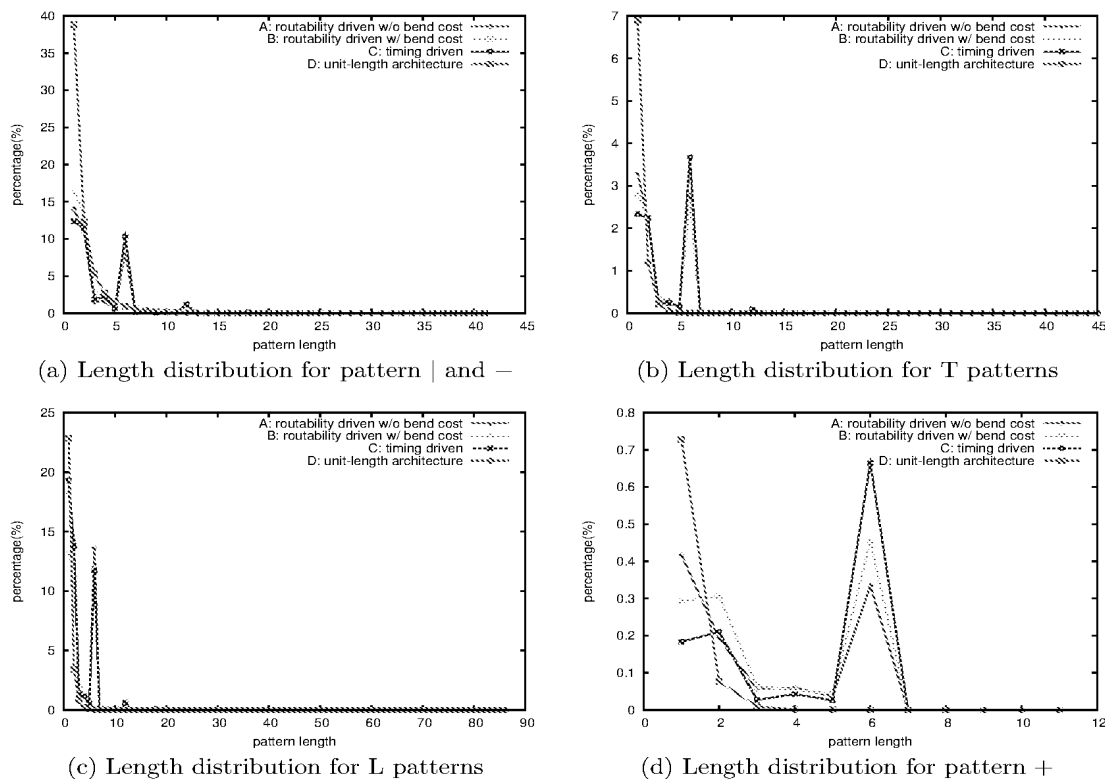 40
35
30
25
20
15
10
5
0
percentage(%)
A: routability driven w/o bend cost
B: routability driven w/ bend cost
C: timing driven
D: unit-length architecture
0 5 10 15 20 25 30 35 40 45
pattern length
(a) Length distribution for pattern | and −
7
6
5
4
3
2
1
0
percentage(%)
A: routability driven w/o bend cost
B: routability driven w/ bend cost
C: timing driven
D: unit-length architecture
0 5 10 15 20 25 30 35 40 45
pattern length
(b) Length distribution for T patterns
25
20
15
10
5
0
percentage(%)
A: routability driven w/o bend cost
B: routability driven w/ bend cost
C: timing driven
D: unit-length architecture
0 10 20 30 40 50 60 70 80 90
pattern length
(c) Length distribution for L patterns
0.8
0.7
0.6
0.5
0.4
0.3
0.2
0.1
0
percentage(%)
A: routability driven w/o bend cost
B: routability driven w/ bend cost
C: timing driven
D: unit-length architecture
0 2 4 6 8 10 12
pattern length
(d) Length distribution for pattern +